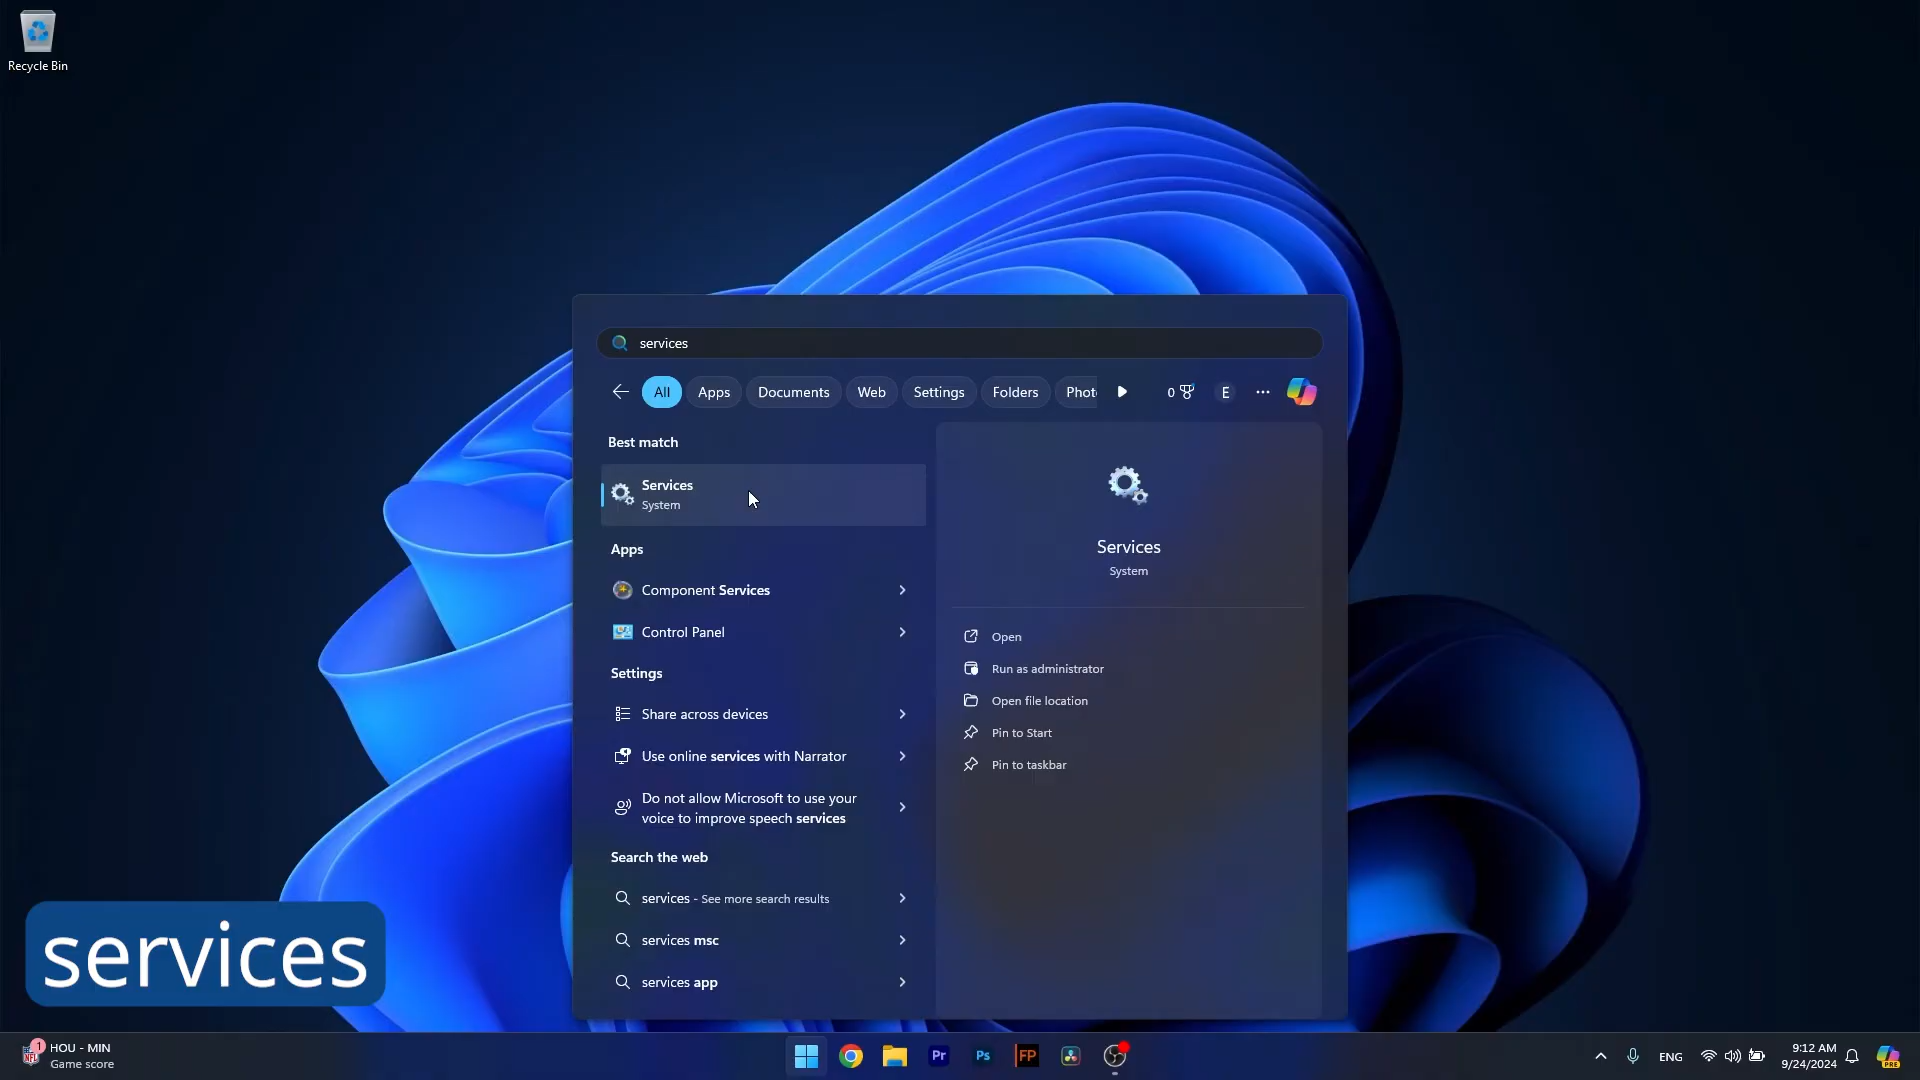 Recycle Bin
services
All
Apps
Documents
Web
Settings
Folders
Phot
0
E
Best match
Services
System
Apps
Component Services
Control Panel
Settings
Share across devices
Use online services with Narrator
Do not allow Microsoft to use your
voice to improve speech services
Search the web
services - See more search results
services msc
services app
Services
System
Open
Run as administrator
Open file location
Pin to Start
Pin to taskbar
services
1
NFL
HOU - MIN
Game score
Pr
Ps
FP
ENG
9:12 AM
9/24/2024
PRE